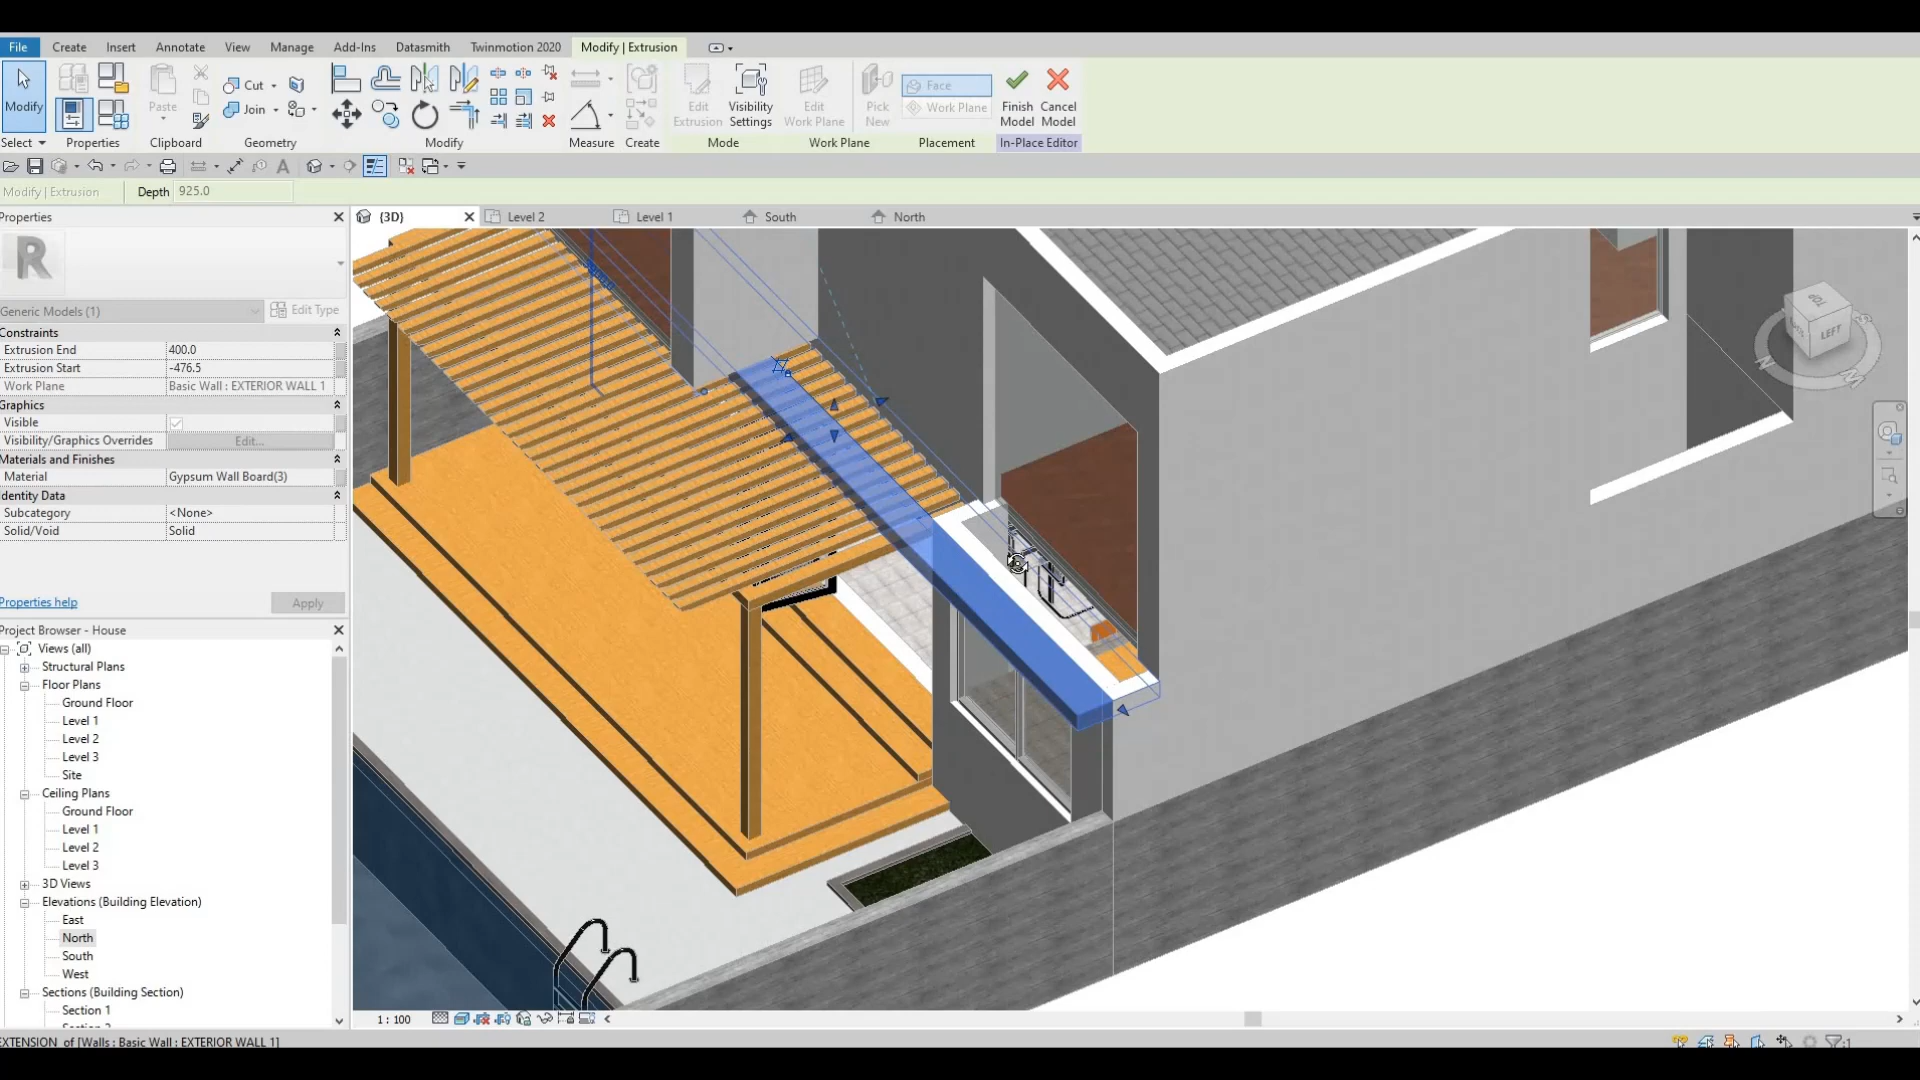 File Create Insert Annotate View Manage Add-Ins Datasmith Twinmotion 2020 Modify | Extrusion
Modify Paste Cut Join Edit Extrusion Visibility Settings Edit Work Plane Pick New Face Work Plane Finish Model Cancel Model
Select Properties Clipboard Geometry Modify Measure Create Mode Work Plane Placement In-Place Editor
Modify | Extrusion Depth 925.0
Properties
{3D} Level 2 Level 1 South North
Generic Models (1) Edit Type
Constraints
Extrusion End 400.0
Extrusion Start -476.5
Work Plane Basic Wall : EXTERIOR WALL 1
Graphics
Visible
Visibility/Graphics Overrides Edit...
Materials and Finishes
Material Gypsum Wall Board(3)
Identity Data
Subcategory <None>
Solid/Void Solid
Properties help Apply
Project Browser - House
Views (all)
Structural Plans
Floor Plans
Ground Floor
Level 1
Level 2
Level 3
Site
Ceiling Plans
Ground Floor
Level 1
Level 2
Level 3
3D Views
Elevations (Building Elevation)
East
North
South
West
Sections (Building Section)
Section 1
TOP
LEFT
1 : 100
EXTENSION of [Walls : Basic Wall : EXTERIOR WALL 1]
:1